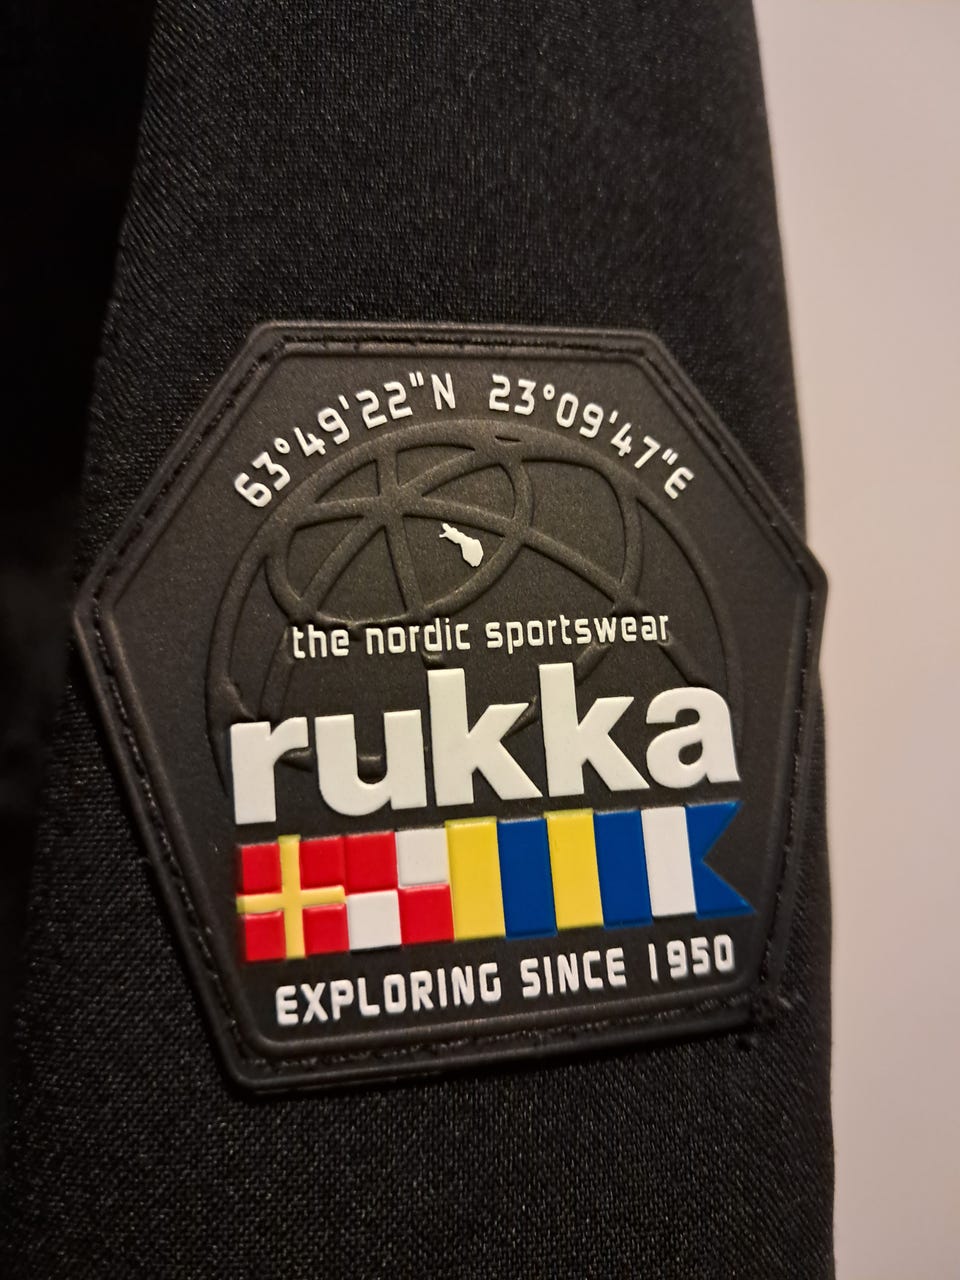 63°49'22"N 23°09'47"E
the nordic sportswear
rukka
EXPLORING SINCE 1950